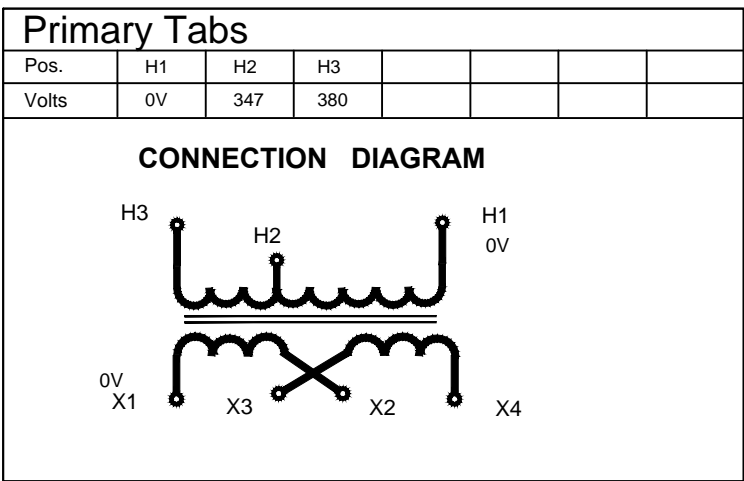 Primary Tabs
Pos. H1 H2 H3
Volts 0V 347 380
CONNECTION DIAGRAM
H3 H2 H1
0V
0V
X1 X3 X2 X4